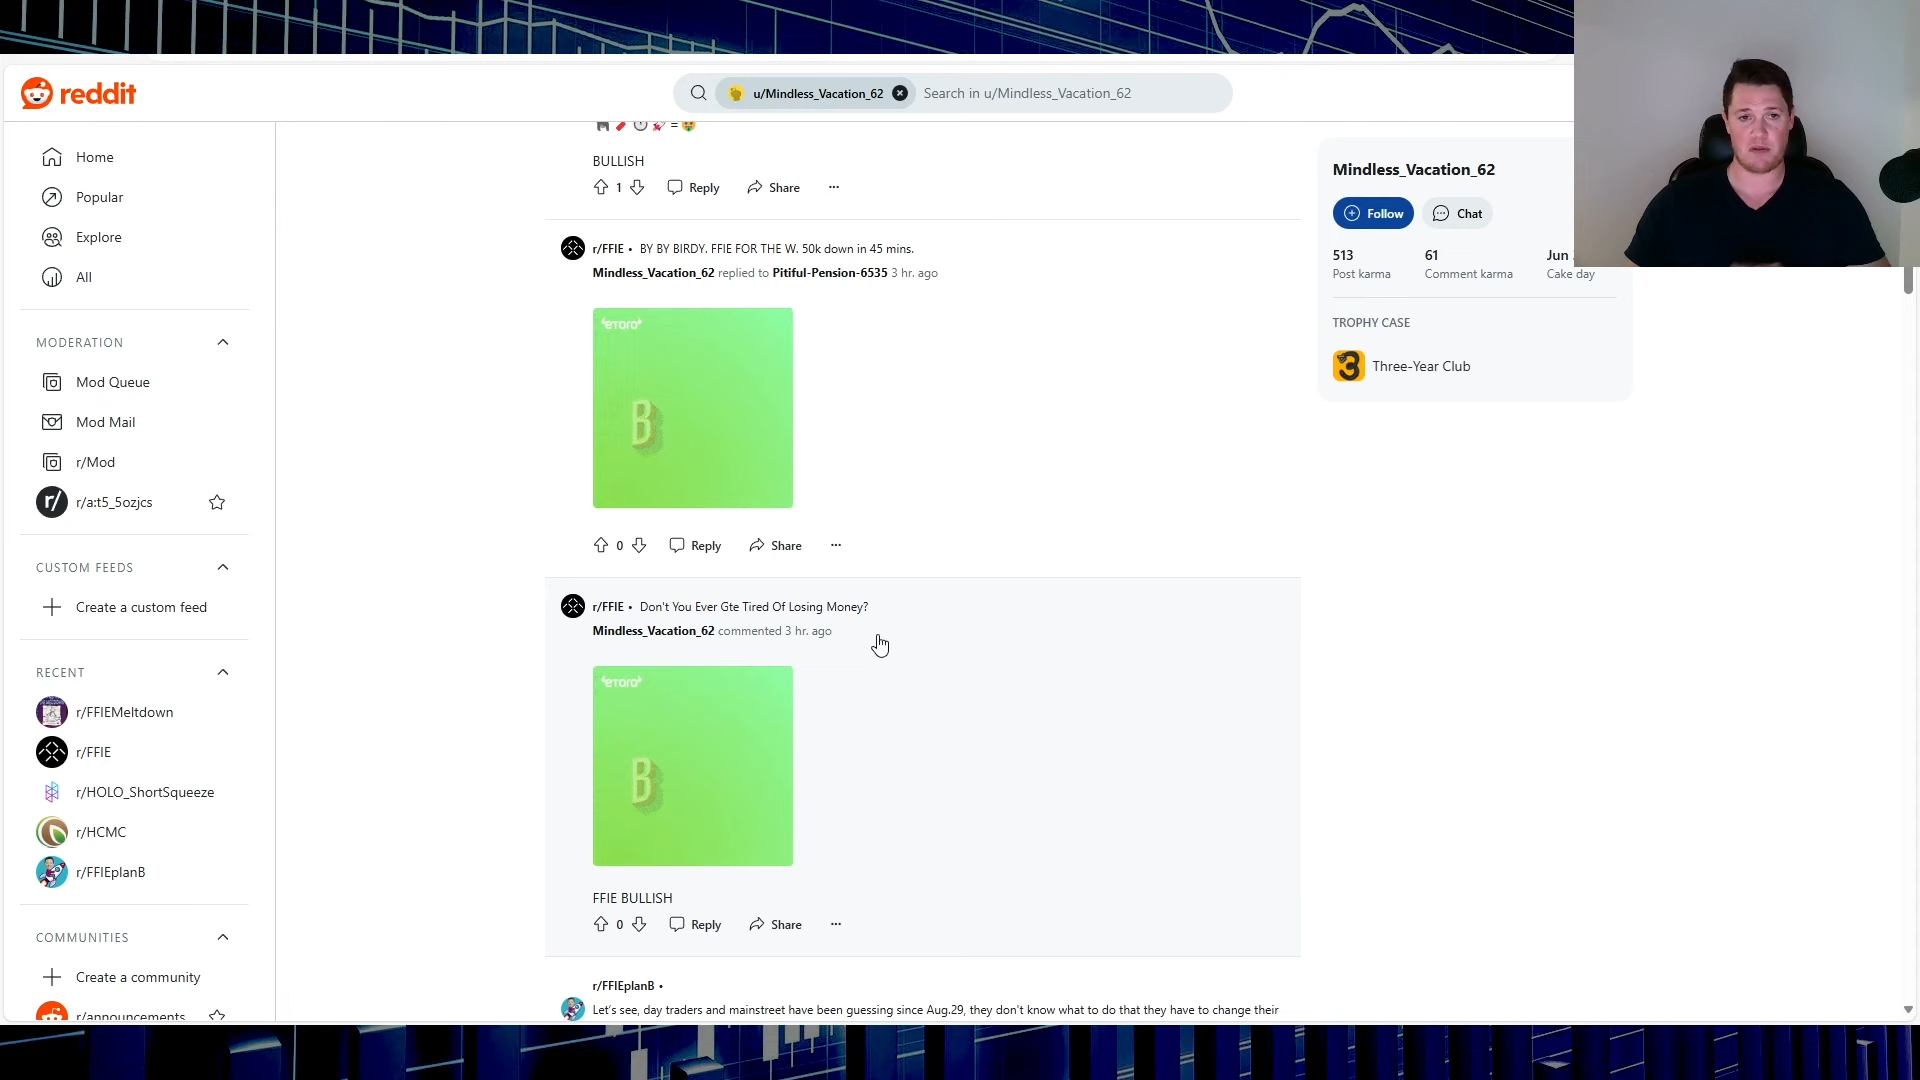 reddit
u/Mindless_Vacation_62
Search in u/Mindless_Vacation_62
Home
Popular
Explore
All
MODERATION
Mod Queue
Mod Mail
r/Mod
r/a:t5_5ozjcs
CUSTOM FEEDS
Create a custom feed
RECENT
r/FFIEMeltdown
r/FFIE
r/HOLO_ShortSqueeze
r/HCMC
r/FFIEplanB
COMMUNITIES
Create a community
r/announcements
=
BULLISH
1 Reply Share
r/FFIE • BY BY BIRDY. FFIE FOR THE W. 50k down in 45 mins.
Mindless_Vacation_62 replied to Pitiful-Pension-6535 3 hr. ago
eToro
B
0 Reply Share
r/FFIE • Don't You Ever Gte Tired Of Losing Money?
Mindless_Vacation_62 commented 3 hr. ago
eToro
B
FFIE BULLISH
0 Reply Share
r/FFIEplanB •
Let's see, day traders and mainstreet have been guessing since Aug.29, they don't know what to do that they have to change their
Mindless_Vacation_62
Follow Chat
513 61 Jun
Post karma Comment karma Cake day
TROPHY CASE
3 Three-Year Club